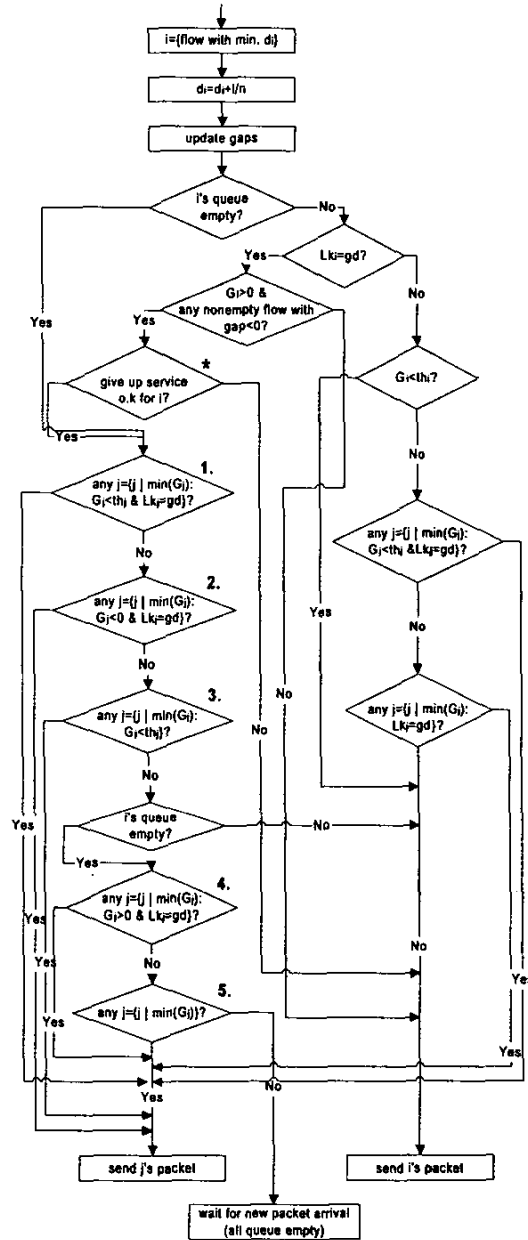 i={flow with min. di}
di=di+l/n
update gaps
i's queue
empty?
No
Lki=gd?
Yes
No
Gi>0 &
any nonempty flow with
gap<0?
Yes
Yes
give up service
o.k for i?
*
Gi<thi?
Yes
No
1.
any j={j | min(Gj):
Gj<thj & Lkj=gd}?
any j={j | min(Gj):
Gj<thj &Lkj=gd}?
No
2.
any j={j | min(Gj):
Gj<0 & Lkj=gd}?
Yes
No
No
any j={j | min(Gj):
Lkj=gd}?
No
3.
any j={j | min(Gj):
Gj<thj}?
No
No
i's queue
empty?
No
Yes
Yes
4.
any j={j | min(Gj):
Gj>0 & Lkj=gd}?
Yes
No
Yes
No
Yes
5.
any j={j | min(Gj)}?
Yes
Yes
No
Yes
send j's packet
send i's packet
wait for new packet arrival
(all queue empty)